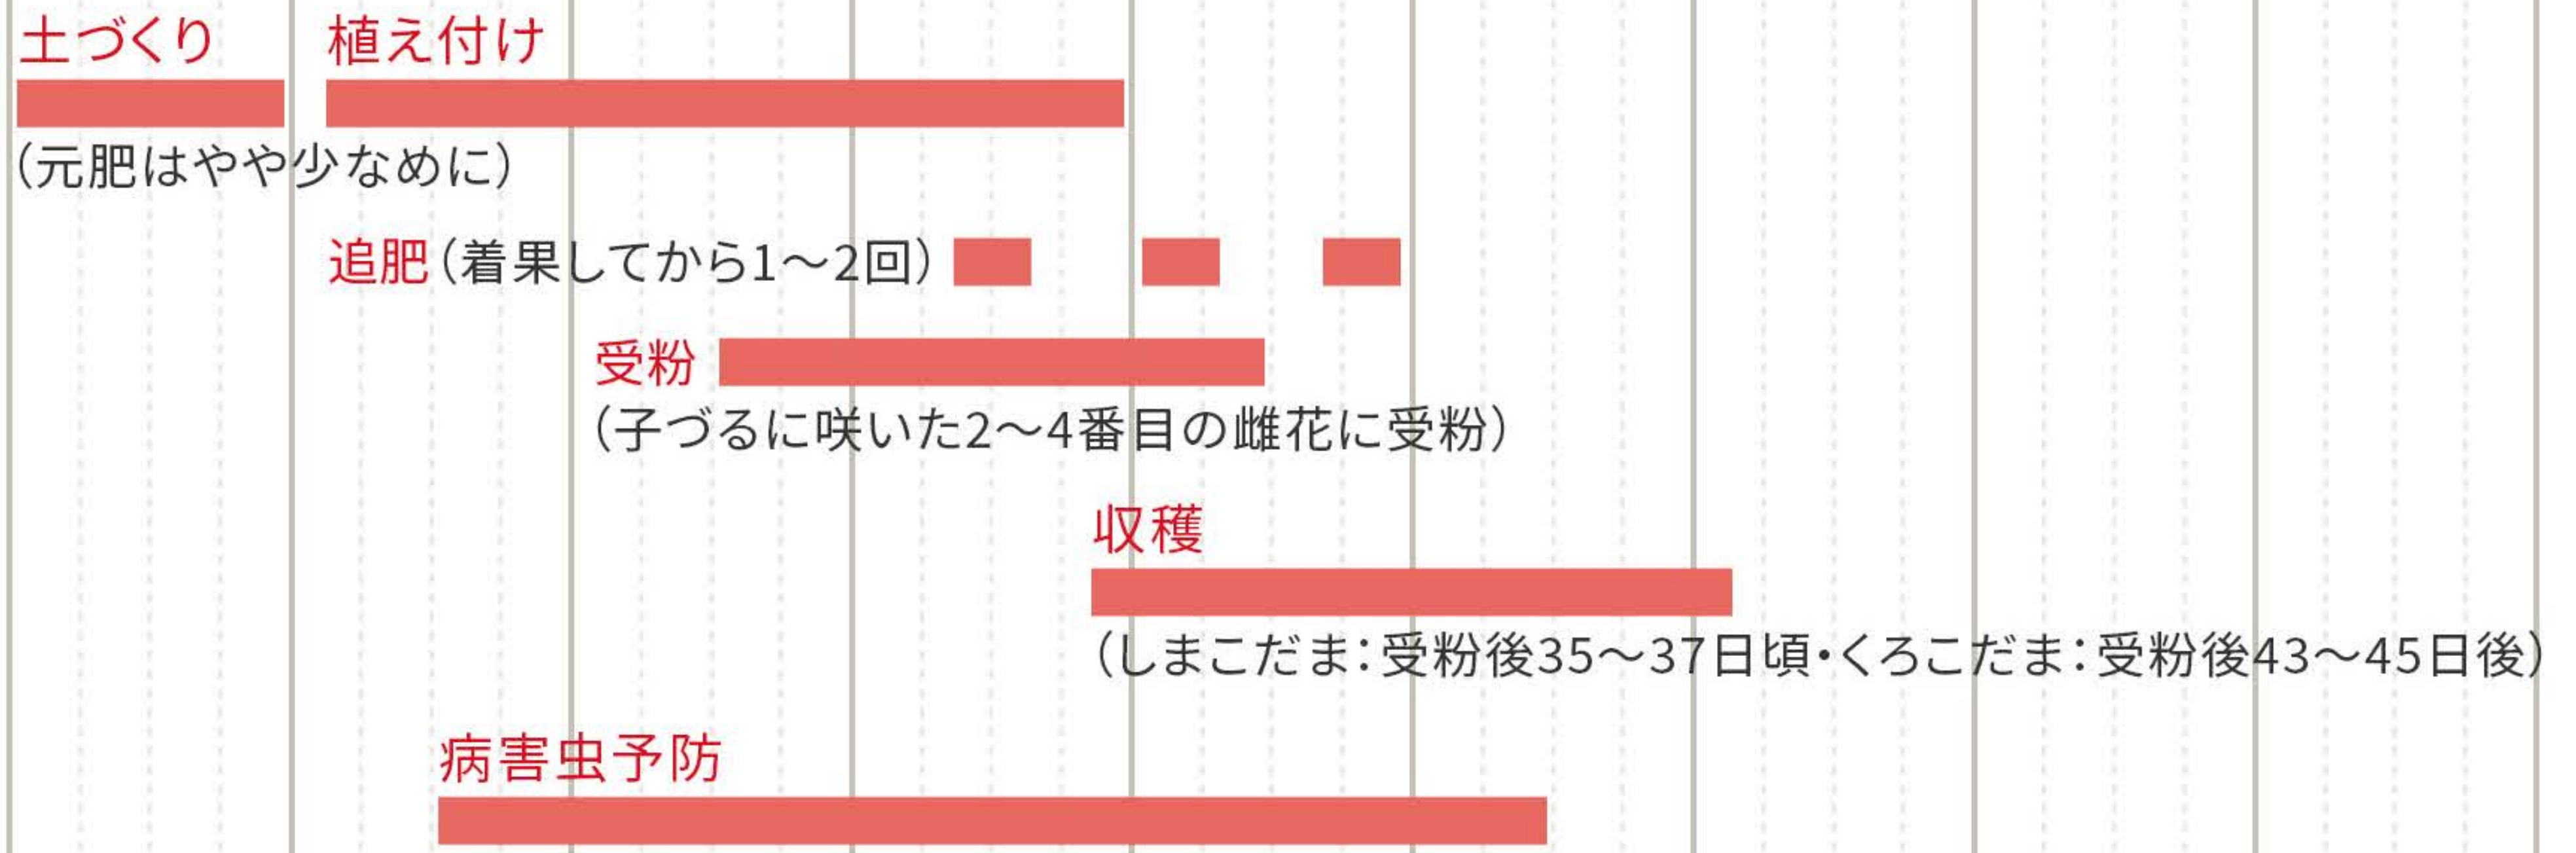 土づくり 植え付け
（元肥はやや少なめに）
追肥（着果してから1〜2回）
受粉
（子づるに咲いた2〜4番目の雌花に受粉）
収穫
（しまこだま：受粉後35〜37日頃・くろこだま：受粉後43〜45日後）
病害虫予防